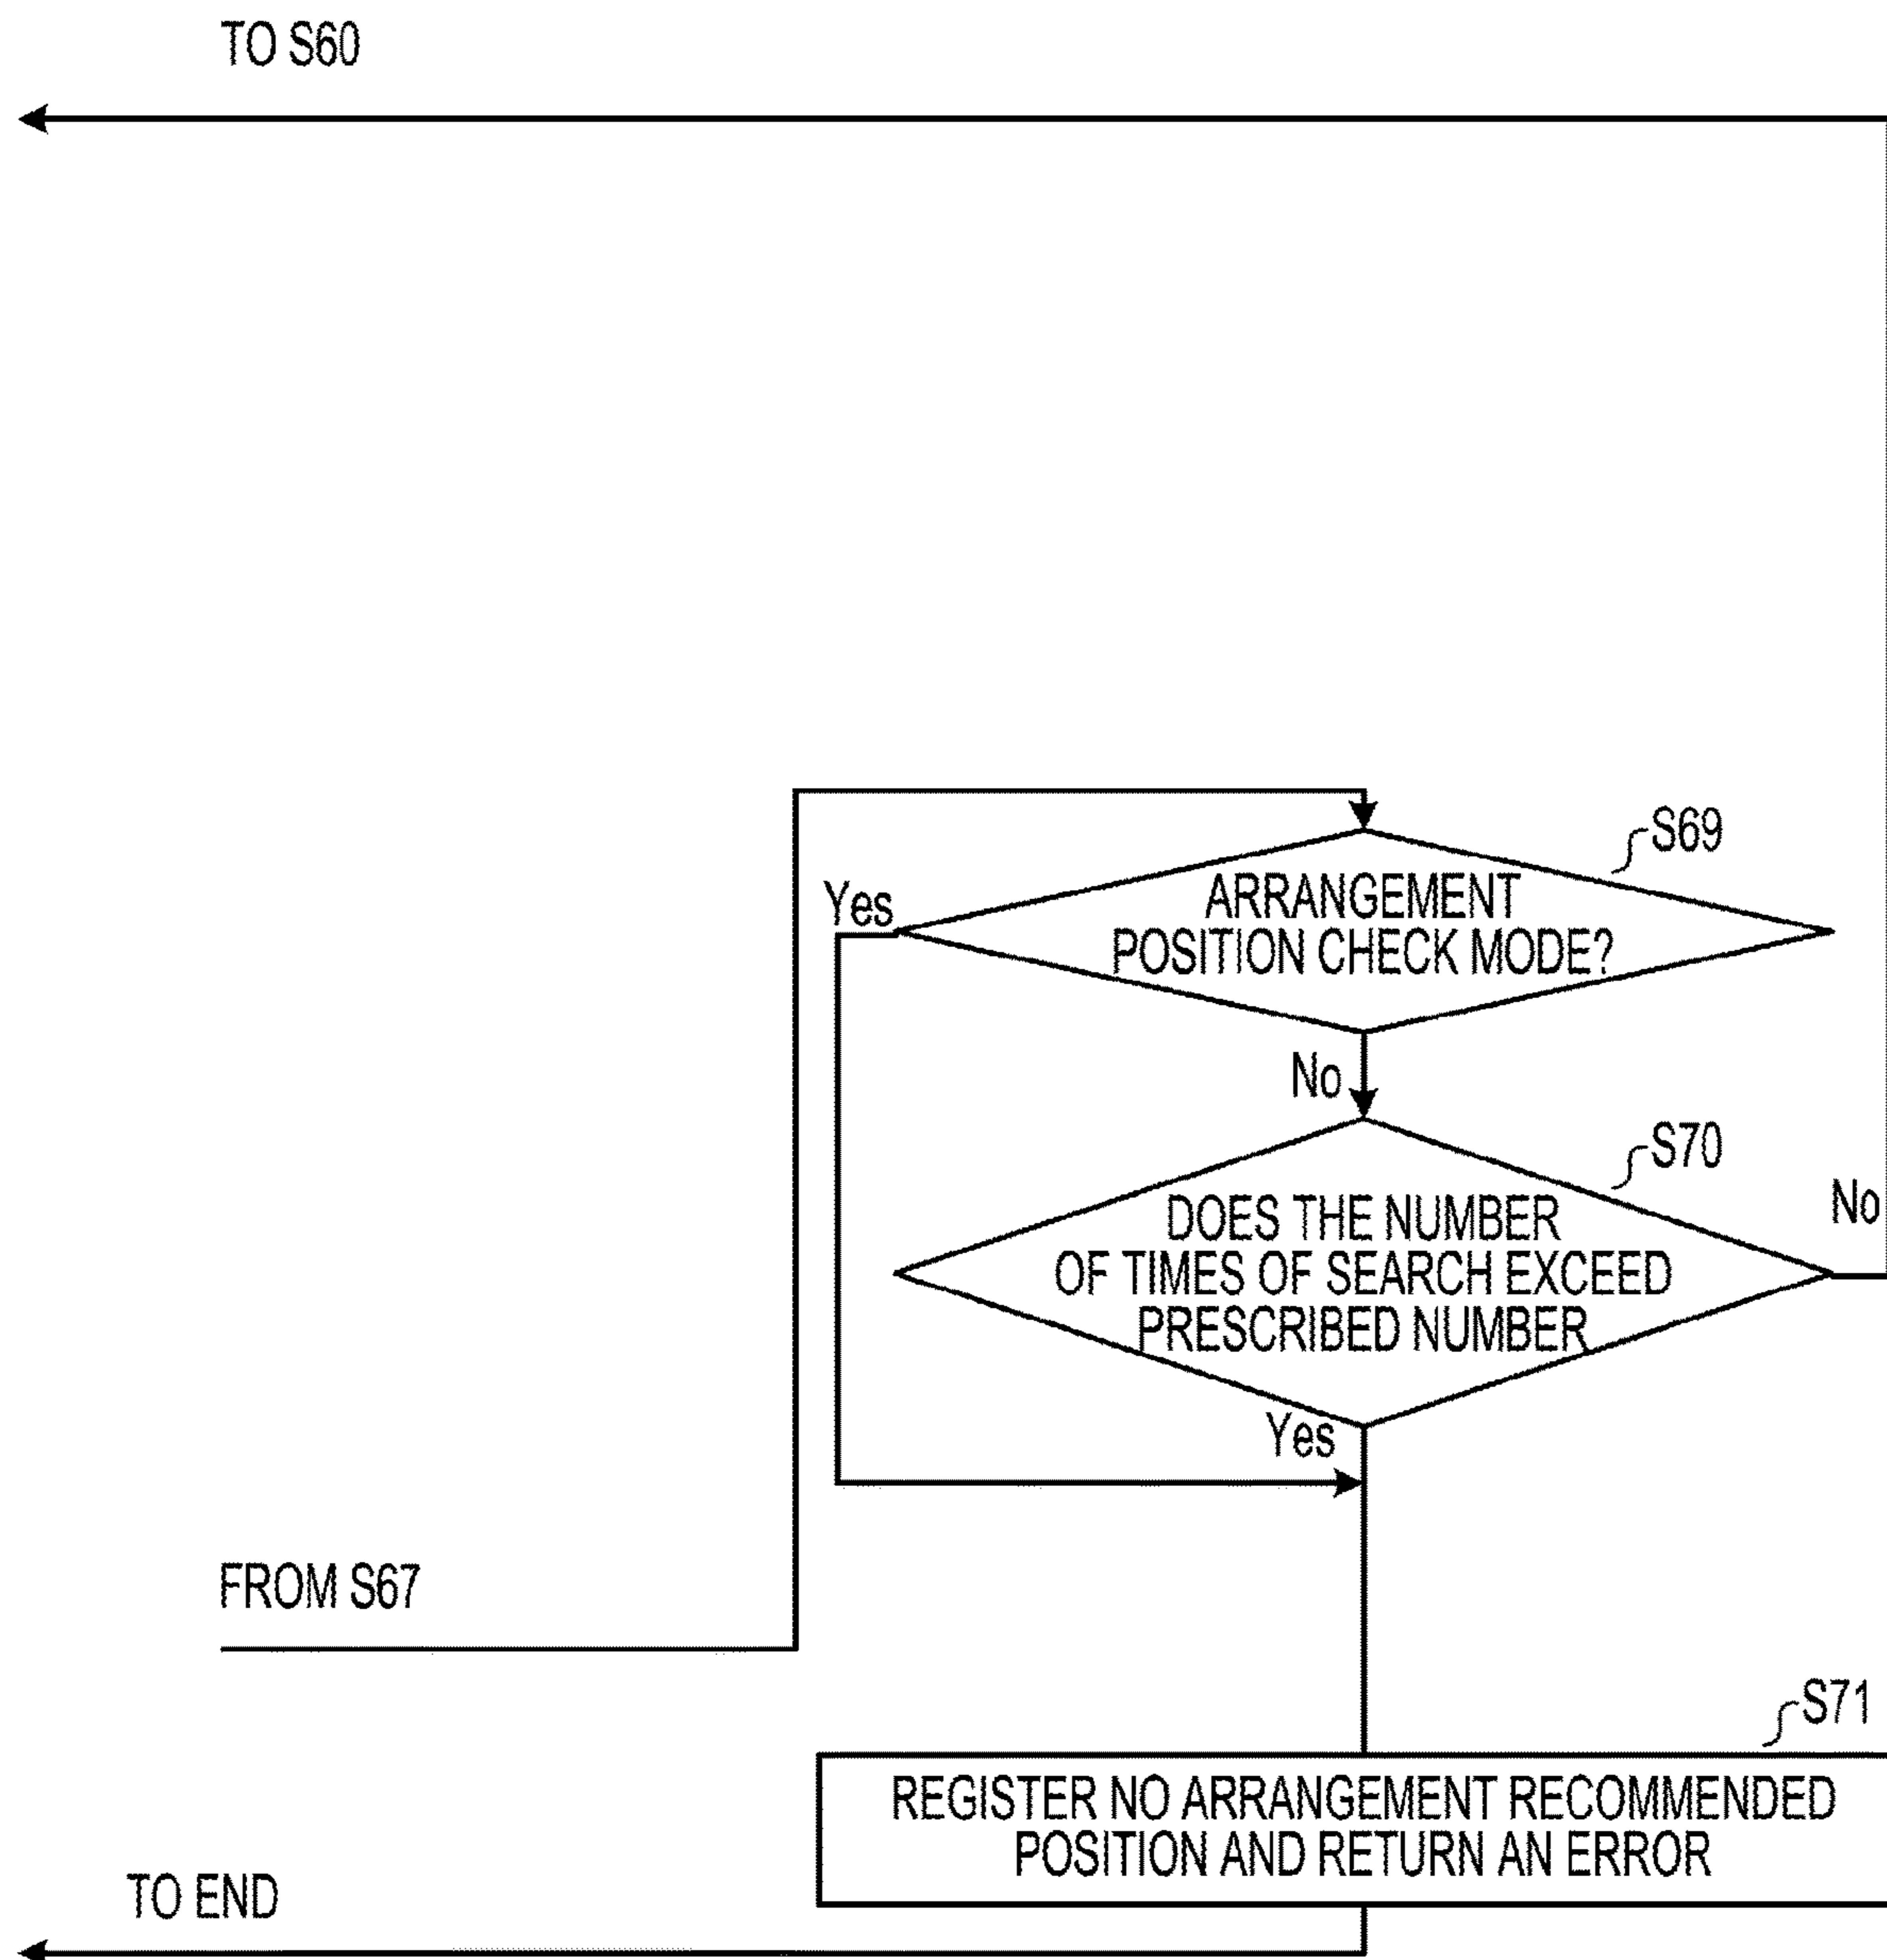 TO S60
S69
Yes
ARRANGEMENT
POSITION CHECK MODE?
No
S70
DOES THE NUMBER
OF TIMES OF SEARCH EXCEED
PRESCRIBED NUMBER
No
Yes
FROM S67
S71
REGISTER NO ARRANGEMENT RECOMMENDED
POSITION AND RETURN AN ERROR
TO END